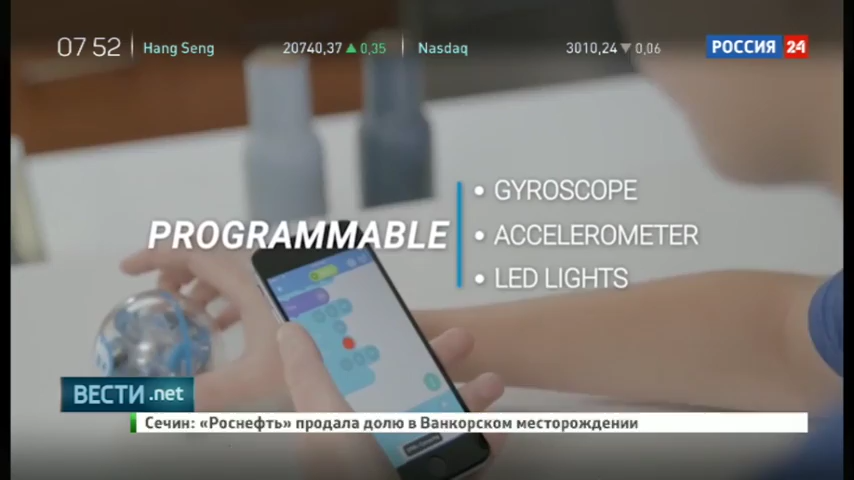 07 52 Hang Seng 20740,37 ▲ 0,35 Nasdaq 3010,24 ▼ 0,06 РОССИЯ 24
PROGRAMMABLE
• GYROSCOPE
• ACCELEROMETER
• LED LIGHTS
ВЕСТИ.net
Сечин: «Роснефть» продала долю в Ванкорском месторождении